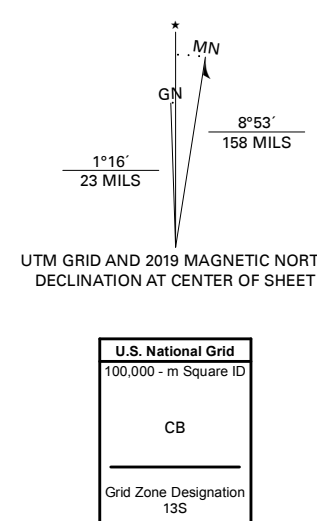 ★
MN
GN
8°53´
158 MILS
1°16´
23 MILS
UTM GRID AND 2019 MAGNETIC NORT
DECLINATION AT CENTER OF SHEET
U.S. National Grid
100,000 - m Square ID
CB
Grid Zone Designation
13S